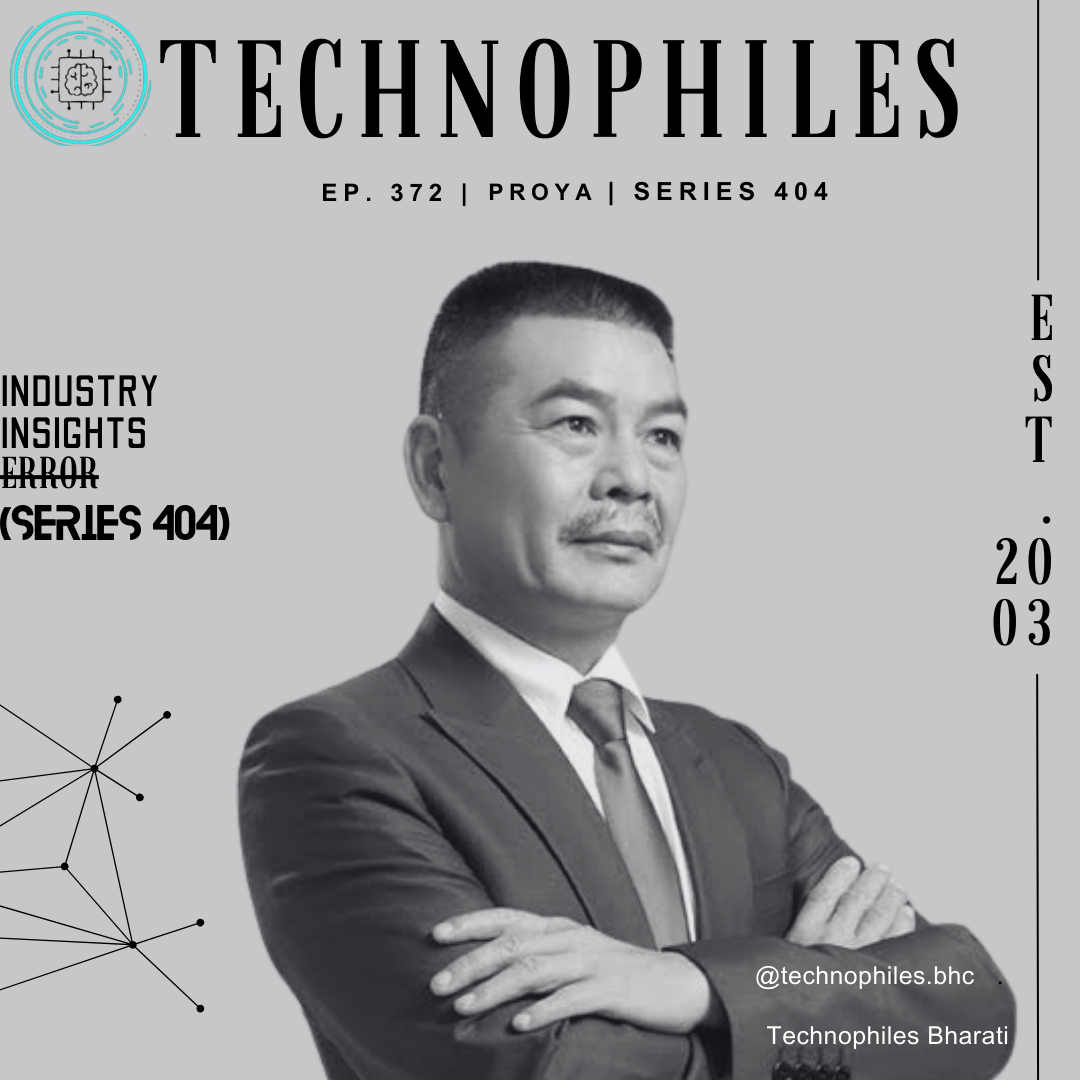 TECHNOPHILES
EP. 372 | PROYA | SERIES 404
INDUSTRY
INSIGHTS
ERROR
(SERIES 404)
EST.
20
03
@technophiles.bhc
Technophiles Bharati